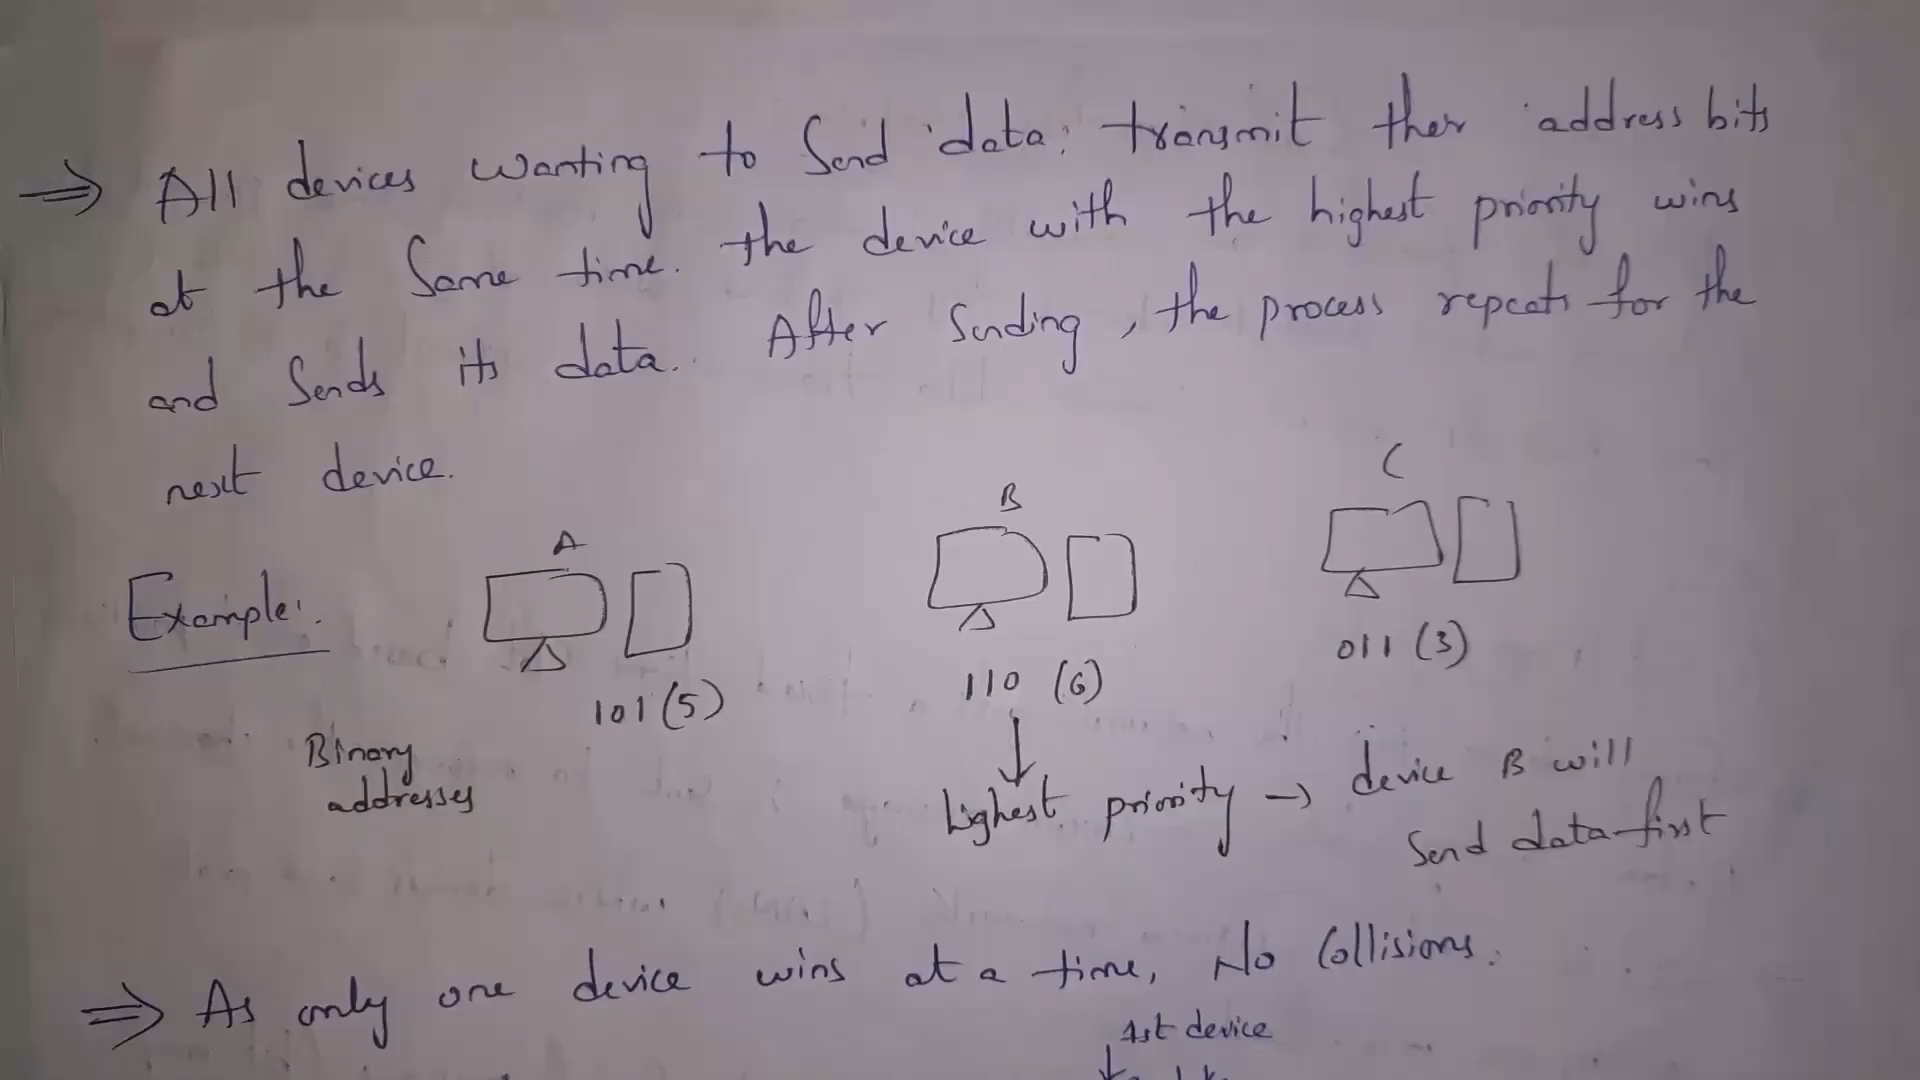 ⇒ All devices wanting to Send data, transmit ther address bits
at the Same time. the device with the highest priority wins
and Sends its data. After Sending, the process repeats for the
next device.
A B C
Example:
101 (5) 110 (6) 011 (3)
Binary
addresses
highest priority → device B will
Send data first
⇒ As only one device wins at a time, No Collisions.
1st device